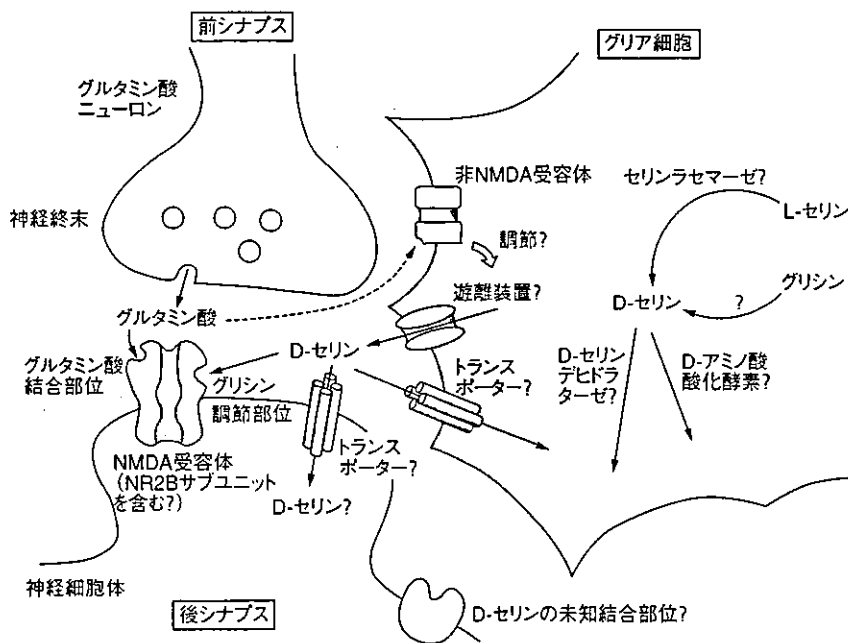 前シナプス
グリア細胞
グルタミン酸
ニューロン
非NMDA受容体
セリンラセマーゼ?
L-セリン
神経終末
調節?
遊離装置?
D-セリン
?
グリシン
グルタミン酸
D-セリン
グルタミン酸
結合部位
グリシン
調節部位
トランス
ポーター?
D-セリン
デヒドラ
ターゼ?
D-アミノ酸
酸化酵素?
NMDA受容体
(NR2Bサブユニット
を含む?)
トランス
ポーター?
D-セリン?
神経細胞体
後シナプス
D-セリンの未知結合部位?